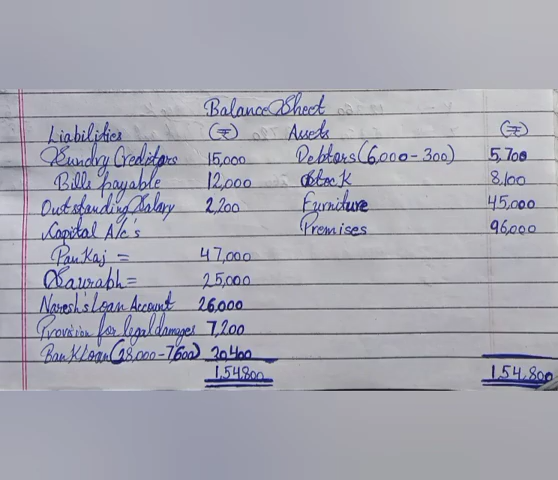 Balance Sheet
Liabilities (₹) Assets (₹)
Sundry Creditors 15,000 Debtors (6,000-300) 5,700
Bills payable 12,000 Stock 8,100
Outstanding Salary 2,200 Furniture 45,000
Capital A/c's Premises 96,000
Pankaj = 47,000
Saurabh = 25,000
Naresh's Loan Account 26,000
Provision for legal damages 7,200
Bank Loan (28,000-7,600) 20,400
1,54,800 1,54,800